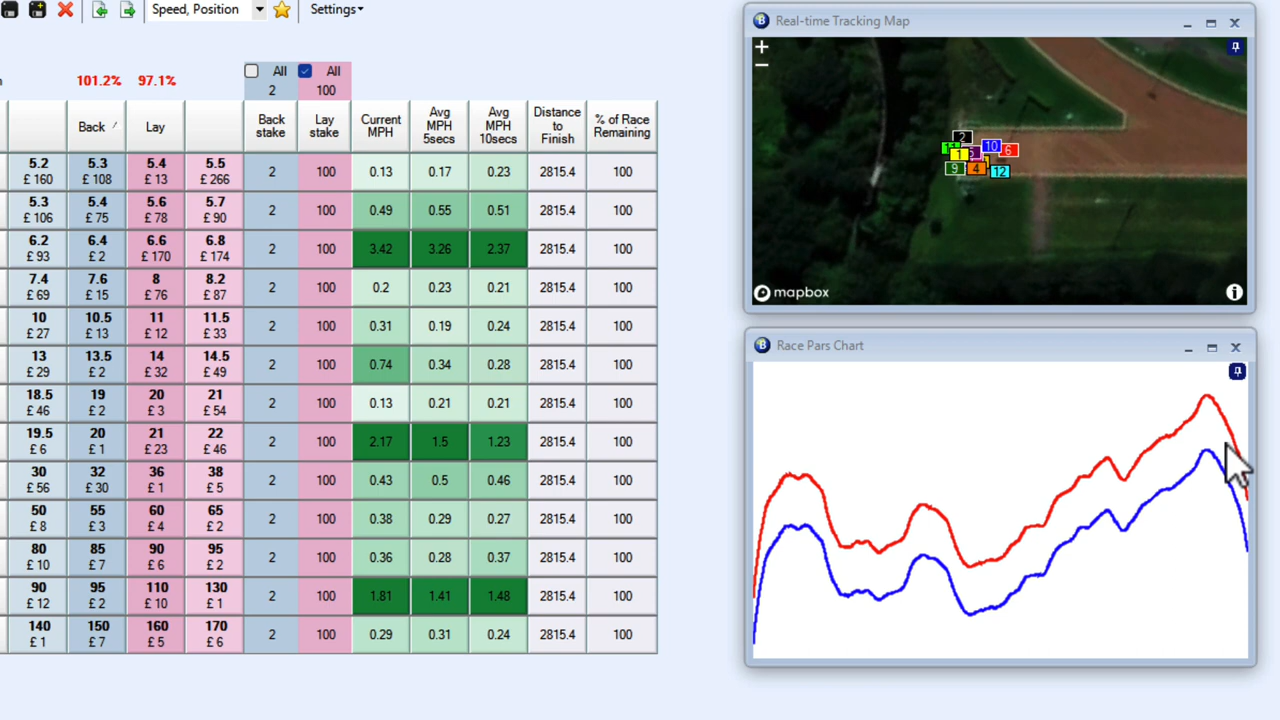 Speed, Position
Settings
n
101.2%
97.1%
All
2
All
100
Back
Lay
Back stake
Lay stake
Current MPH
Avg MPH 5secs
Avg MPH 10secs
Distance to Finish
% of Race Remaining
5.2 5.3 5.4 5.5
£ 160 £ 108 £ 13 £ 266 2 100 0.13 0.17 0.23 2815.4 100
5.3 5.4 5.6 5.7
£ 106 £ 75 £ 78 £ 90 2 100 0.49 0.55 0.51 2815.4 100
6.2 6.4 6.6 6.8
£ 93 £ 2 £ 170 £ 174 2 100 3.42 3.26 2.37 2815.4 100
7.4 7.6 8 8.2
£ 69 £ 15 £ 76 £ 87 2 100 0.2 0.23 0.21 2815.4 100
10 10.5 11 11.5
£ 27 £ 13 £ 12 £ 33 2 100 0.31 0.19 0.24 2815.4 100
13 13.5 14 14.5
£ 29 £ 2 £ 32 £ 49 2 100 0.74 0.34 0.28 2815.4 100
18.5 19 20 21
£ 46 £ 2 £ 3 £ 54 2 100 0.13 0.21 0.21 2815.4 100
19.5 20 21 22
£ 6 £ 1 £ 23 £ 46 2 100 2.17 1.5 1.23 2815.4 100
30 32 36 38
£ 56 £ 30 £ 1 £ 5 2 100 0.43 0.5 0.46 2815.4 100
50 55 60 65
£ 8 £ 3 £ 4 £ 2 2 100 0.38 0.29 0.27 2815.4 100
80 85 90 95
£ 10 £ 7 £ 6 £ 2 2 100 0.36 0.28 0.37 2815.4 100
90 95 110 130
£ 12 £ 2 £ 10 £ 1 2 100 1.81 1.41 1.48 2815.4 100
140 150 160 170
£ 1 £ 7 £ 5 £ 6 2 100 0.29 0.31 0.24 2815.4 100
B Real-time Tracking Map
2
10
6
1
9
4
12
mapbox
B Race Pars Chart